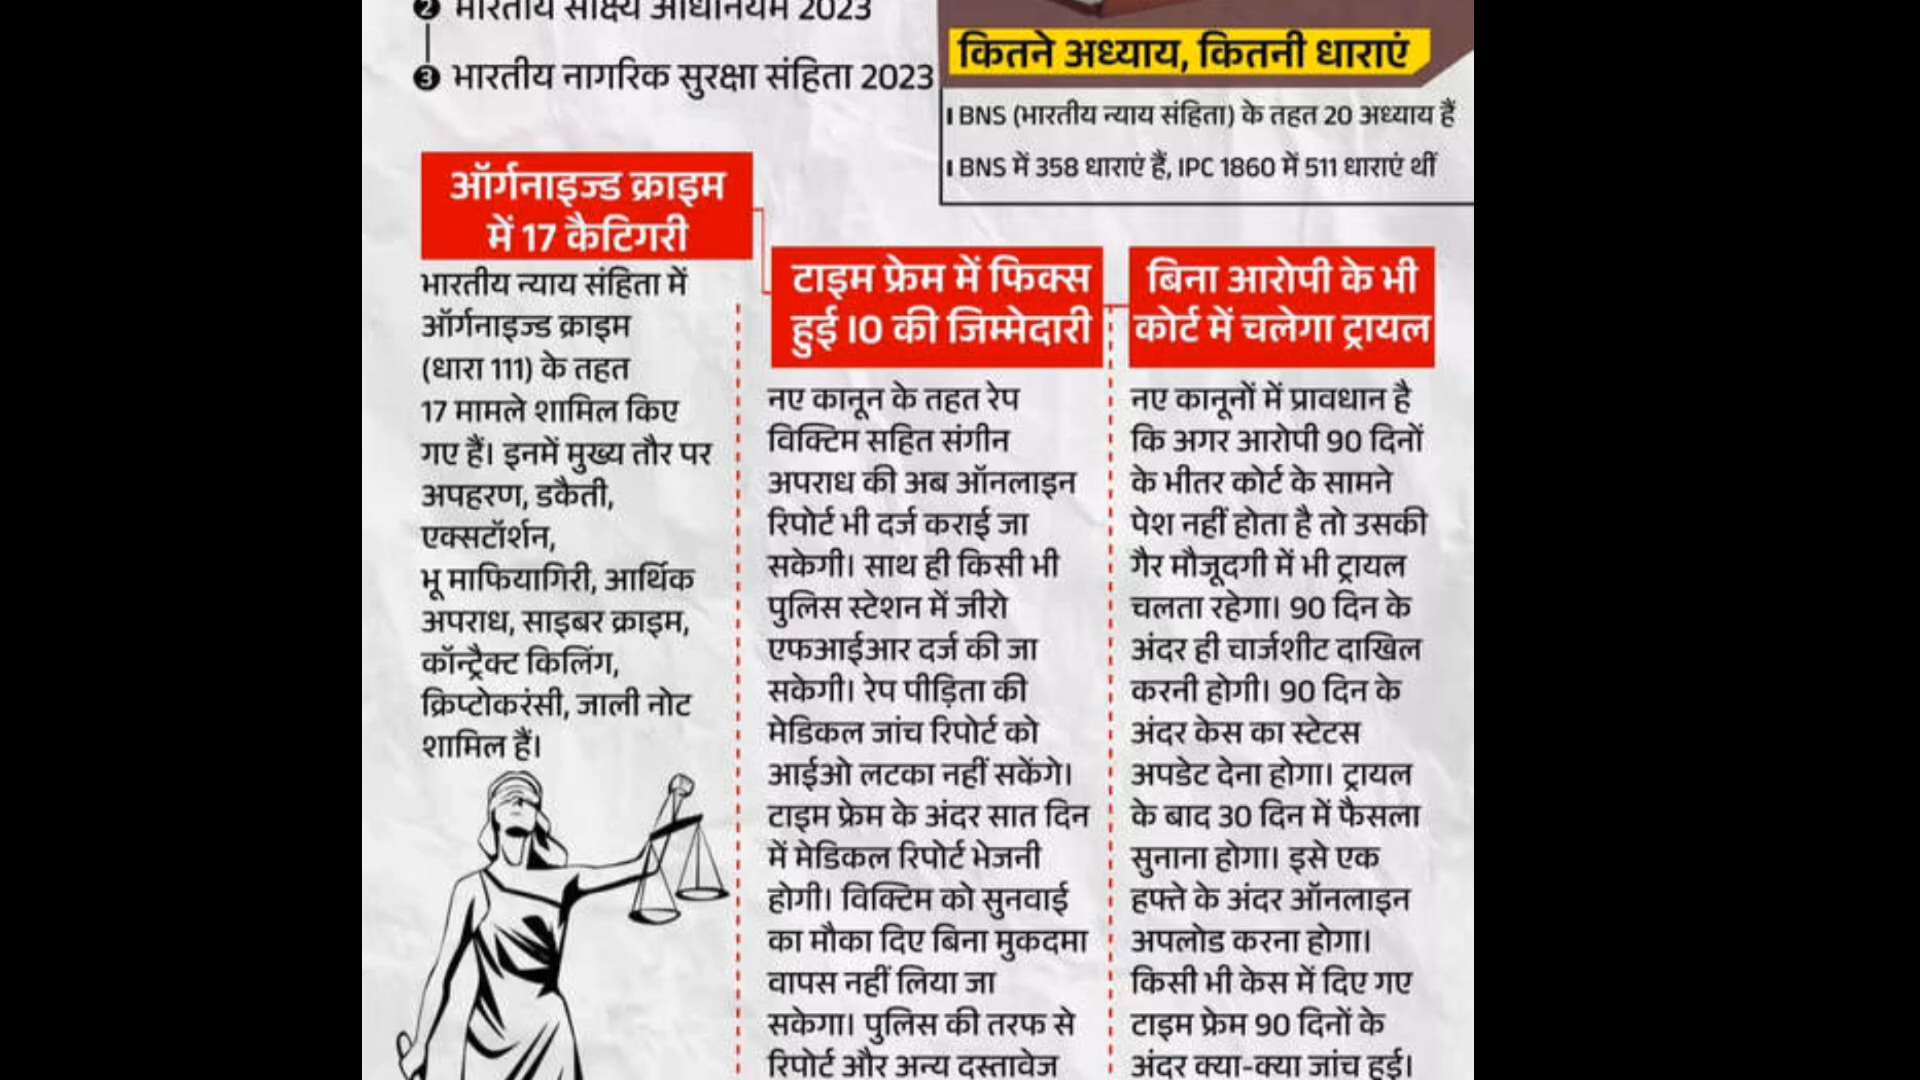 ❷ भारतीय साक्ष्य अधिनियम 2023
❸ भारतीय नागरिक सुरक्षा संहिता 2023
कितने अध्याय, कितनी धाराएं
BNS (भारतीय न्याय संहिता) के तहत 20 अध्याय हैं
BNS में 358 धाराएं हैं, IPC 1860 में 511 धाराएं थीं
ऑर्गनाइज्ड क्राइम
में 17 कैटिगरी
भारतीय न्याय संहिता में
ऑर्गनाइज्ड क्राइम
(धारा 111) के तहत
17 मामले शामिल किए
गए हैं। इनमें मुख्य तौर पर
अपहरण, डकैती,
एक्सटॉर्शन,
भू माफियागिरी, आर्थिक
अपराध, साइबर क्राइम,
कॉन्ट्रैक्ट किलिंग,
क्रिप्टोकरंसी, जाली नोट
शामिल हैं।
टाइम फ्रेम में फिक्स
हुई IO की जिम्मेदारी
नए कानून के तहत रेप
विक्टिम सहित संगीन
अपराध की अब ऑनलाइन
रिपोर्ट भी दर्ज कराई जा
सकेगी। साथ ही किसी भी
पुलिस स्टेशन में जीरो
एफआईआर दर्ज की जा
सकेगी। रेप पीड़िता की
मेडिकल जांच रिपोर्ट को
आईओ लटका नहीं सकेंगे।
टाइम फ्रेम के अंदर सात दिन
में मेडिकल रिपोर्ट भेजनी
होगी। विक्टिम को सुनवाई
का मौका दिए बिना मुकदमा
वापस नहीं लिया जा
सकेगा। पुलिस की तरफ से
रिपोर्ट और अन्य दस्तावेज
बिना आरोपी के भी
कोर्ट में चलेगा ट्रायल
नए कानूनों में प्रावधान है
कि अगर आरोपी 90 दिनों
के भीतर कोर्ट के सामने
पेश नहीं होता है तो उसकी
गैर मौजूदगी में भी ट्रायल
चलता रहेगा। 90 दिन के
अंदर ही चार्जशीट दाखिल
करनी होगी। 90 दिन के
अंदर केस का स्टेटस
अपडेट देना होगा। ट्रायल
के बाद 30 दिन में फैसला
सुनाना होगा। इसे एक
हफ्ते के अंदर ऑनलाइन
अपलोड करना होगा।
किसी भी केस में दिए गए
टाइम फ्रेम 90 दिनों के
अंदर क्या-क्या जांच हुई।